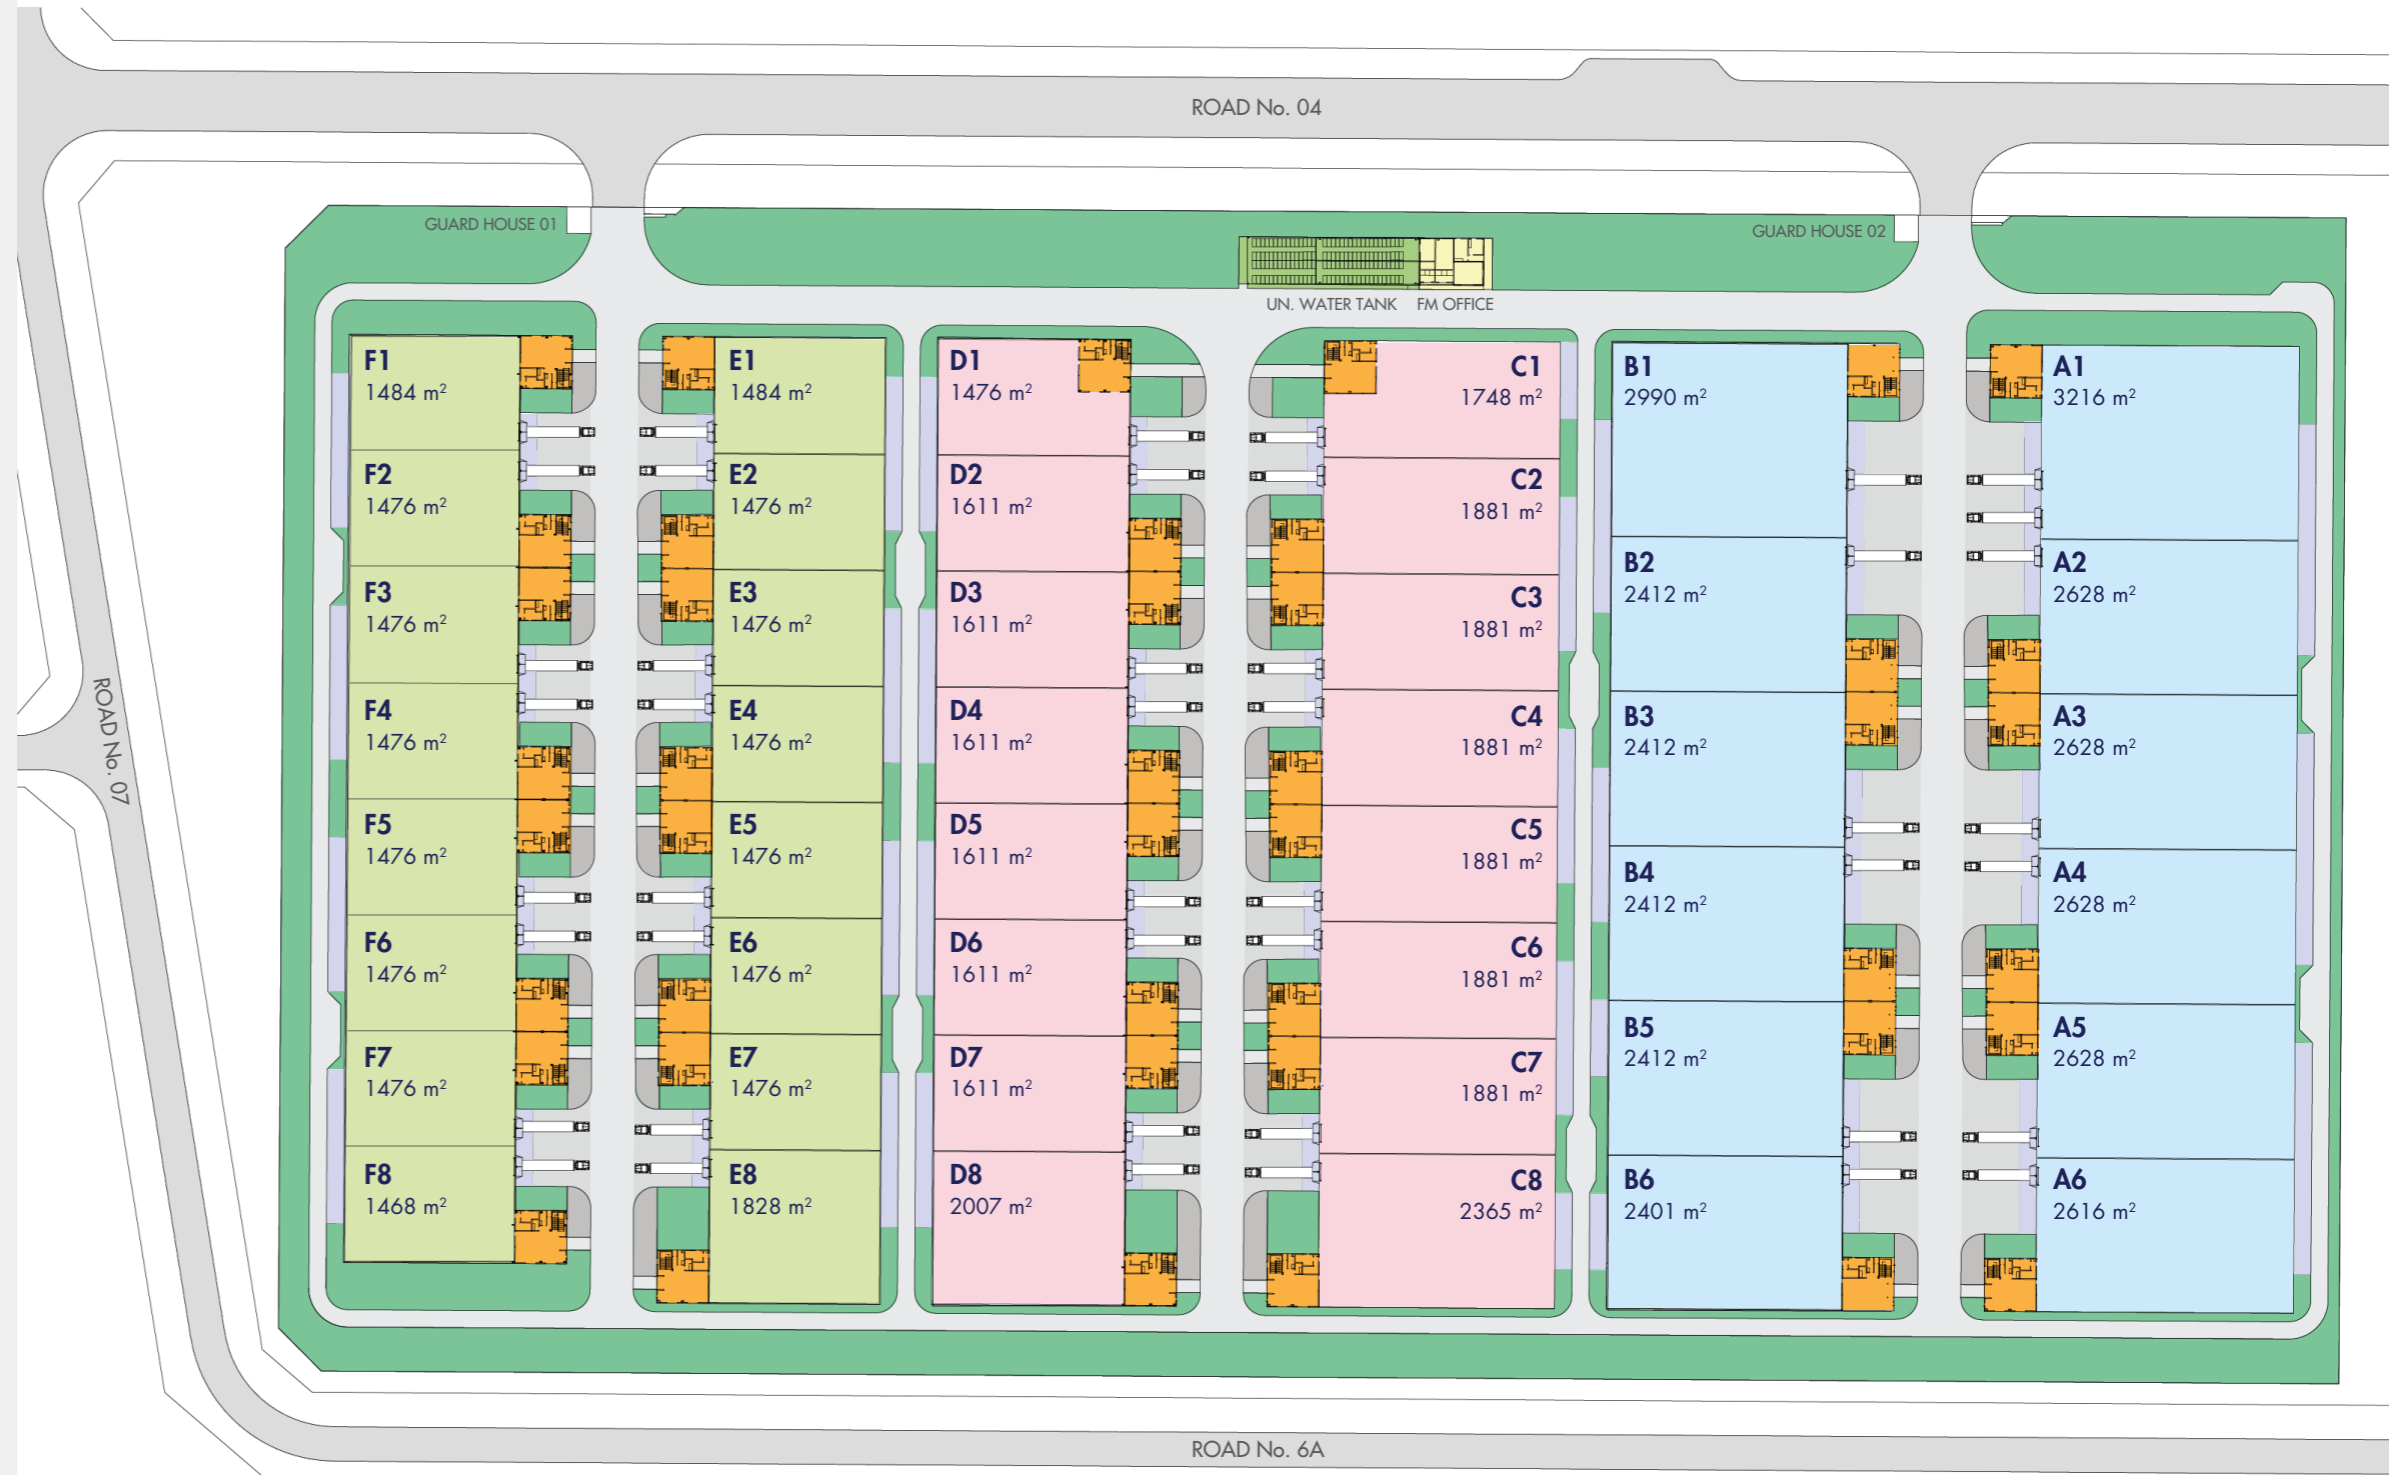 ROAD No. 04
GUARD HOUSE 01
GUARD HOUSE 02
UN. WATER TANK
FM OFFICE
F1
1484 m²
F2
1476 m²
F3
1476 m²
F4
1476 m²
F5
1476 m²
F6
1476 m²
F7
1476 m²
F8
1468 m²
E1
1484 m²
E2
1476 m²
E3
1476 m²
E4
1476 m²
E5
1476 m²
E6
1476 m²
E7
1476 m²
E8
1828 m²
D1
1476 m²
D2
1611 m²
D3
1611 m²
D4
1611 m²
D5
1611 m²
D6
1611 m²
D7
1611 m²
D8
2007 m²
C1
1748 m²
C2
1881 m²
C3
1881 m²
C4
1881 m²
C5
1881 m²
C6
1881 m²
C7
1881 m²
C8
2365 m²
B1
2990 m²
B2
2412 m²
B3
2412 m²
B4
2412 m²
B5
2412 m²
B6
2401 m²
A1
3216 m²
A2
2628 m²
A3
2628 m²
A4
2628 m²
A5
2628 m²
A6
2616 m²
ROAD No. 07
ROAD No. 6A